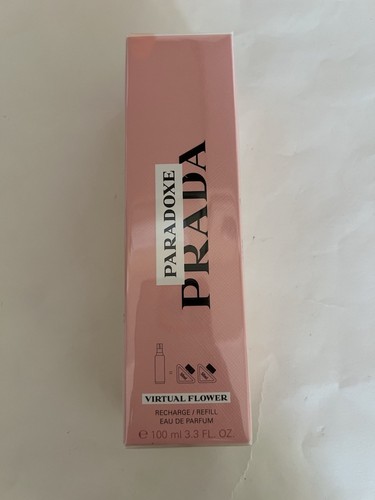 PARADOXE
PRADA
VIRTUAL FLOWER
RECHARGE / REFILL
EAU DE PARFUM
℮ 100 ml 3.3 FL. OZ.